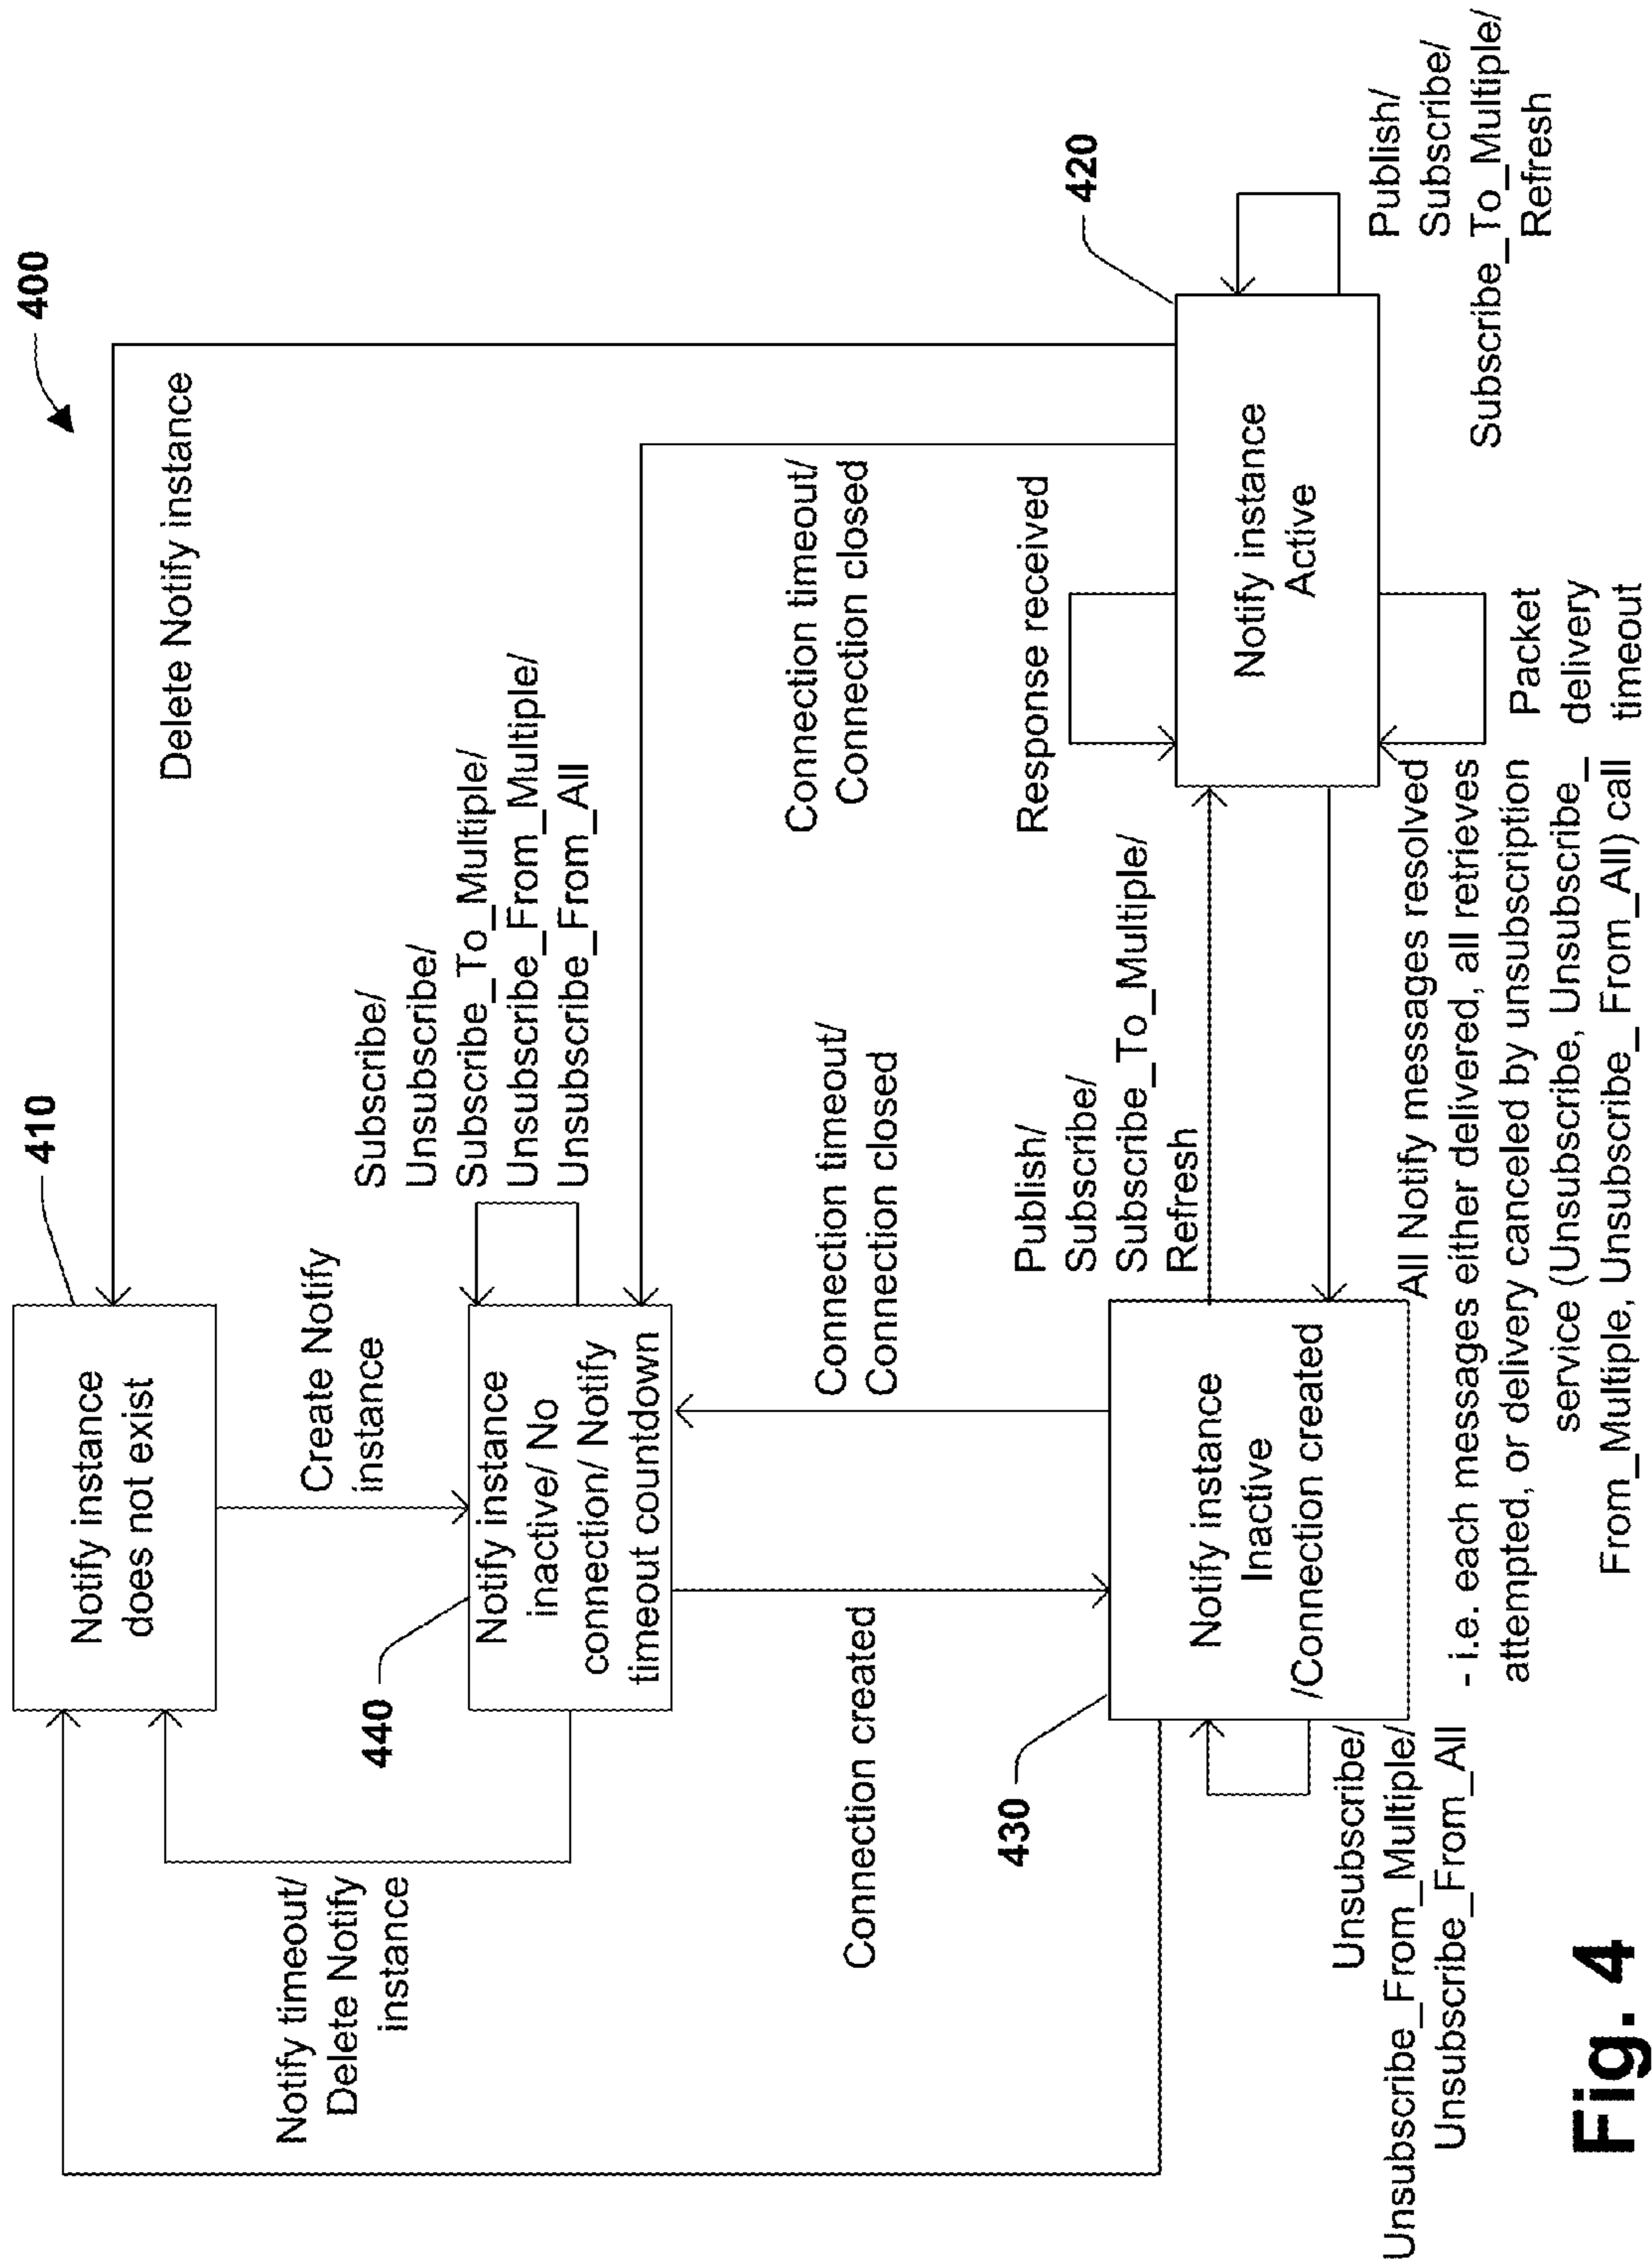 400
410
Notify instance
does not exist
Delete Notify instance
Create Notify
instance
Notify timeout/
Delete Notify
instance
440
Notify instance
inactive/ No
connection/ Notify
timeout countdown
Subscribe/
Unsubscribe/
Subscribe_To_Multiple/
Unsubscribe_From_Multiple/
Unsubscribe_From_All
Connection timeout/
Connection closed
Connection created
Connection timeout/
Connection closed
Response received
420
430
Notify instance
Inactive
/Connection created
Publish/
Subscribe/
Subscribe_To_Multiple/
Refresh
Notify instance
Active
Publish/
Subscribe/
Subscribe_To_Multiple/
Refresh
Unsubscribe/
Unsubscribe_From_Multiple/
Unsubscribe_From_All
All Notify messages resolved
- i.e. each messages either delivered, all retrieves
attempted, or delivery canceled by unsubscription
service (Unsubscribe, Unsubscribe_
From_Multiple, Unsubscribe_From_All) call
Packet
delivery
timeout
Fig. 4